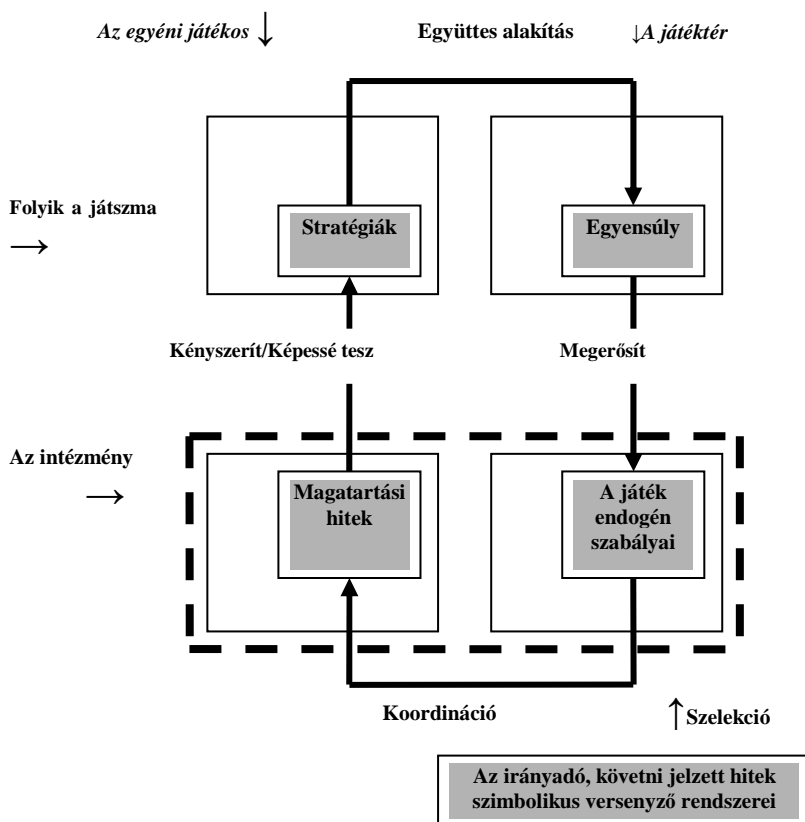 Az egyéni játékos ↓ Együttes alakítás ↓A játéktér
Folyik a játszma
→
Stratégiák
Egyensúly
Kényszerít/Képessé tesz
Megerősít
Az intézmény
→
Magatartási
hitek
A játék
endogén
szabályai
Koordináció
↑Szelekció
Az irányadó, követni jelzett hitek
szimbolikus versenyző rendszerei